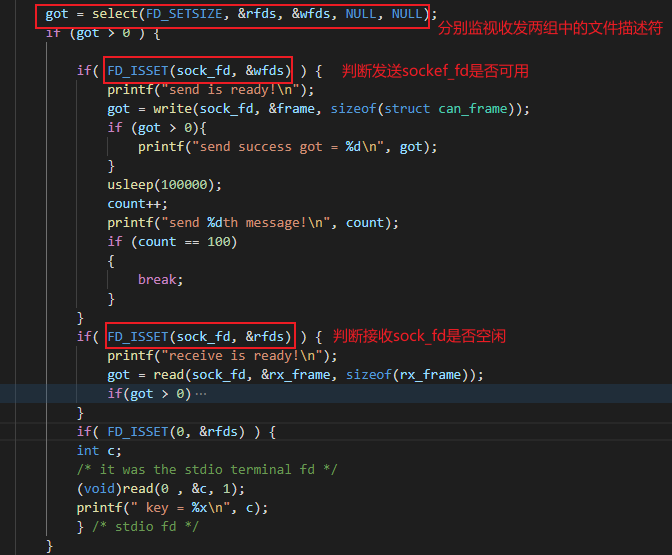 got = select(FD_SETSIZE, &rfds, &wfds, NULL, NULL);
分别监视收发两组中的文件描述符
if (got > 0 ) {
if( FD_ISSET(sock_fd, &wfds) ) { 判断发送sockef_fd是否可用
printf("send is ready!\n");
got = write(sock_fd, &frame, sizeof(struct can_frame));
if (got > 0){
printf("send success got = %d\n", got);
}
usleep(100000);
count++;
printf("send %dth message!\n", count);
if (count == 100)
{
break;
}
}
if( FD_ISSET(sock_fd, &rfds) ) { 判断接收sock_fd是否空闲
printf("receive is ready!\n");
got = read(sock_fd, &rx_frame, sizeof(rx_frame));
if(got > 0)···
}
if( FD_ISSET(0, &rfds) ) {
int c;
/* it was the stdio terminal fd */
(void)read(0 , &c, 1);
printf(" key = %x\n", c);
} /* stdio fd */
}